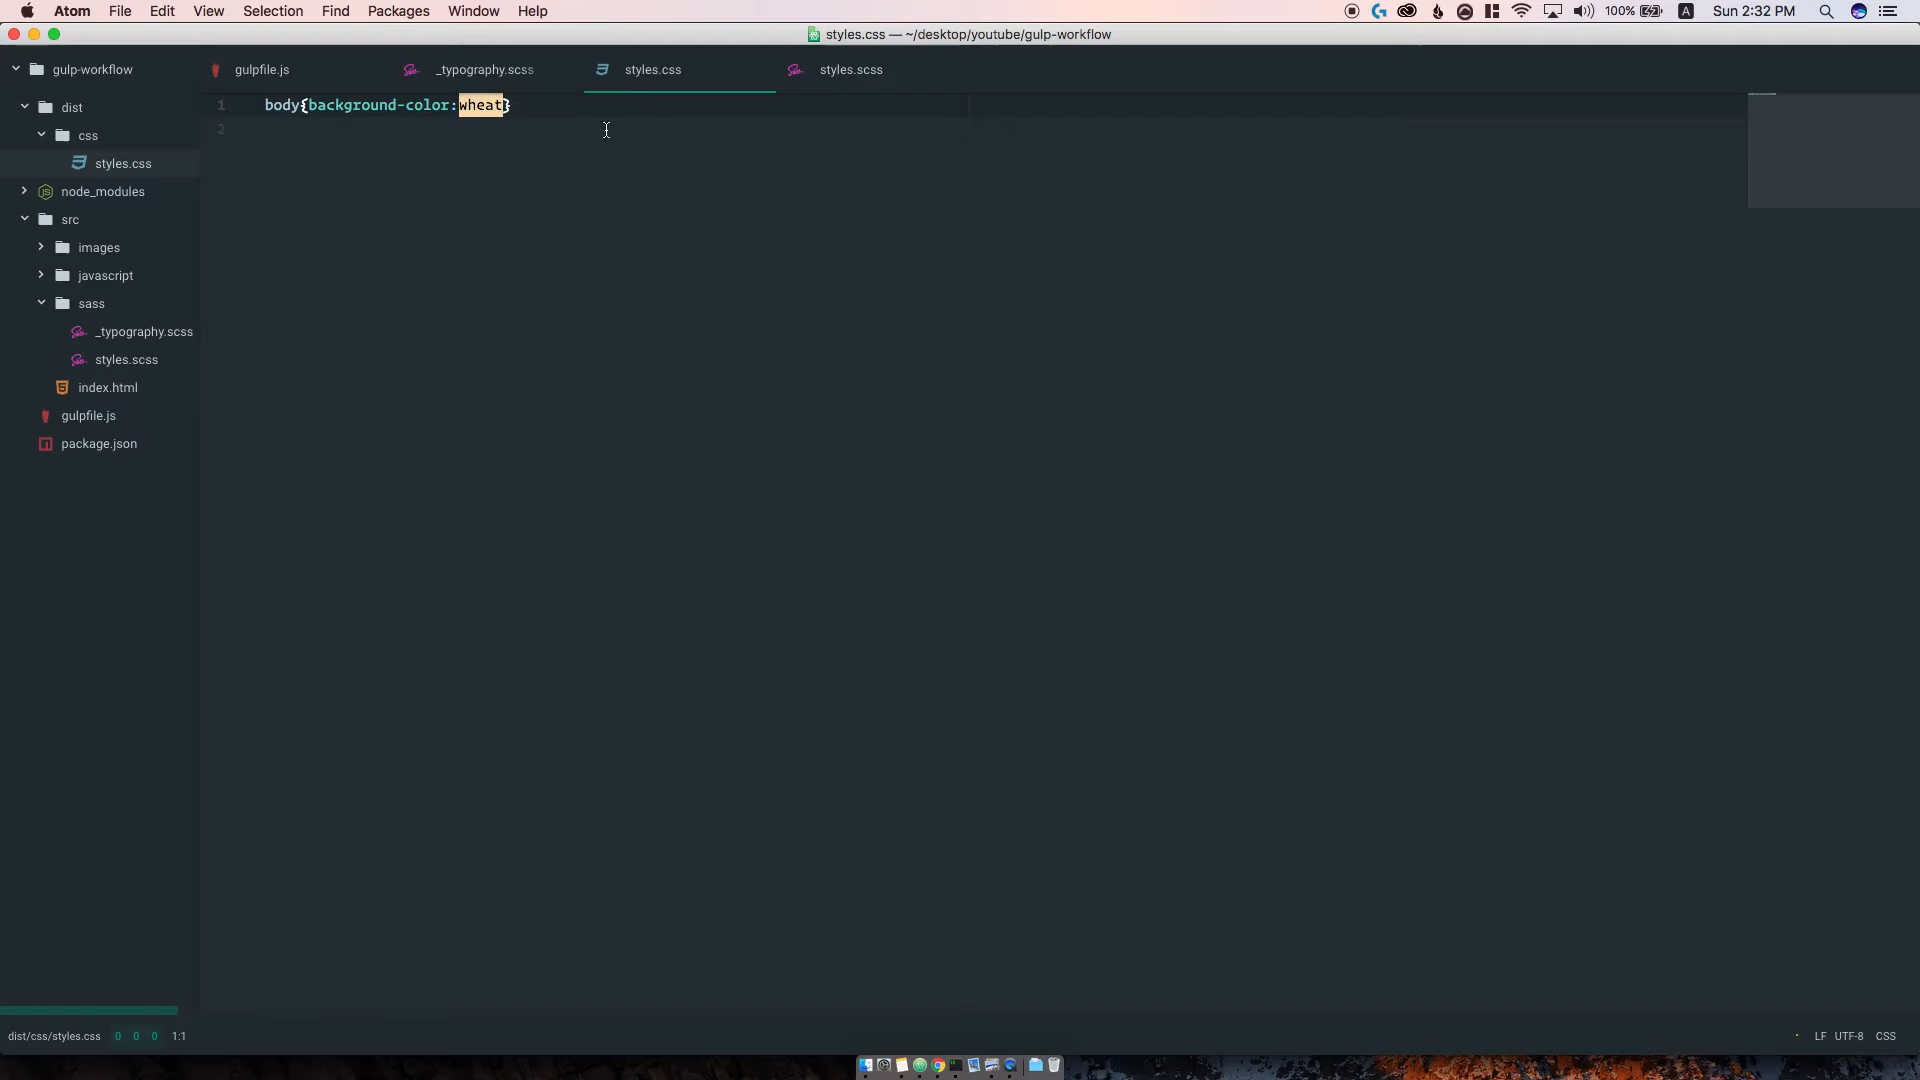 Atom File Edit View Selection Find Packages Window Help 100% A Sun 2:32 PM
styles.css — ~/desktop/youtube/gulp-workflow
gulp-workflow
dist
css
styles.css
node_modules
src
images
javascript
sass
_typography.scss
styles.scss
index.html
gulpfile.js
package.json
gulpfile.js _typography.scss styles.css styles.scss
1 body{background-color:wheat}
2
dist/css/styles.css 0 0 0 1:1 LF UTF-8 CSS